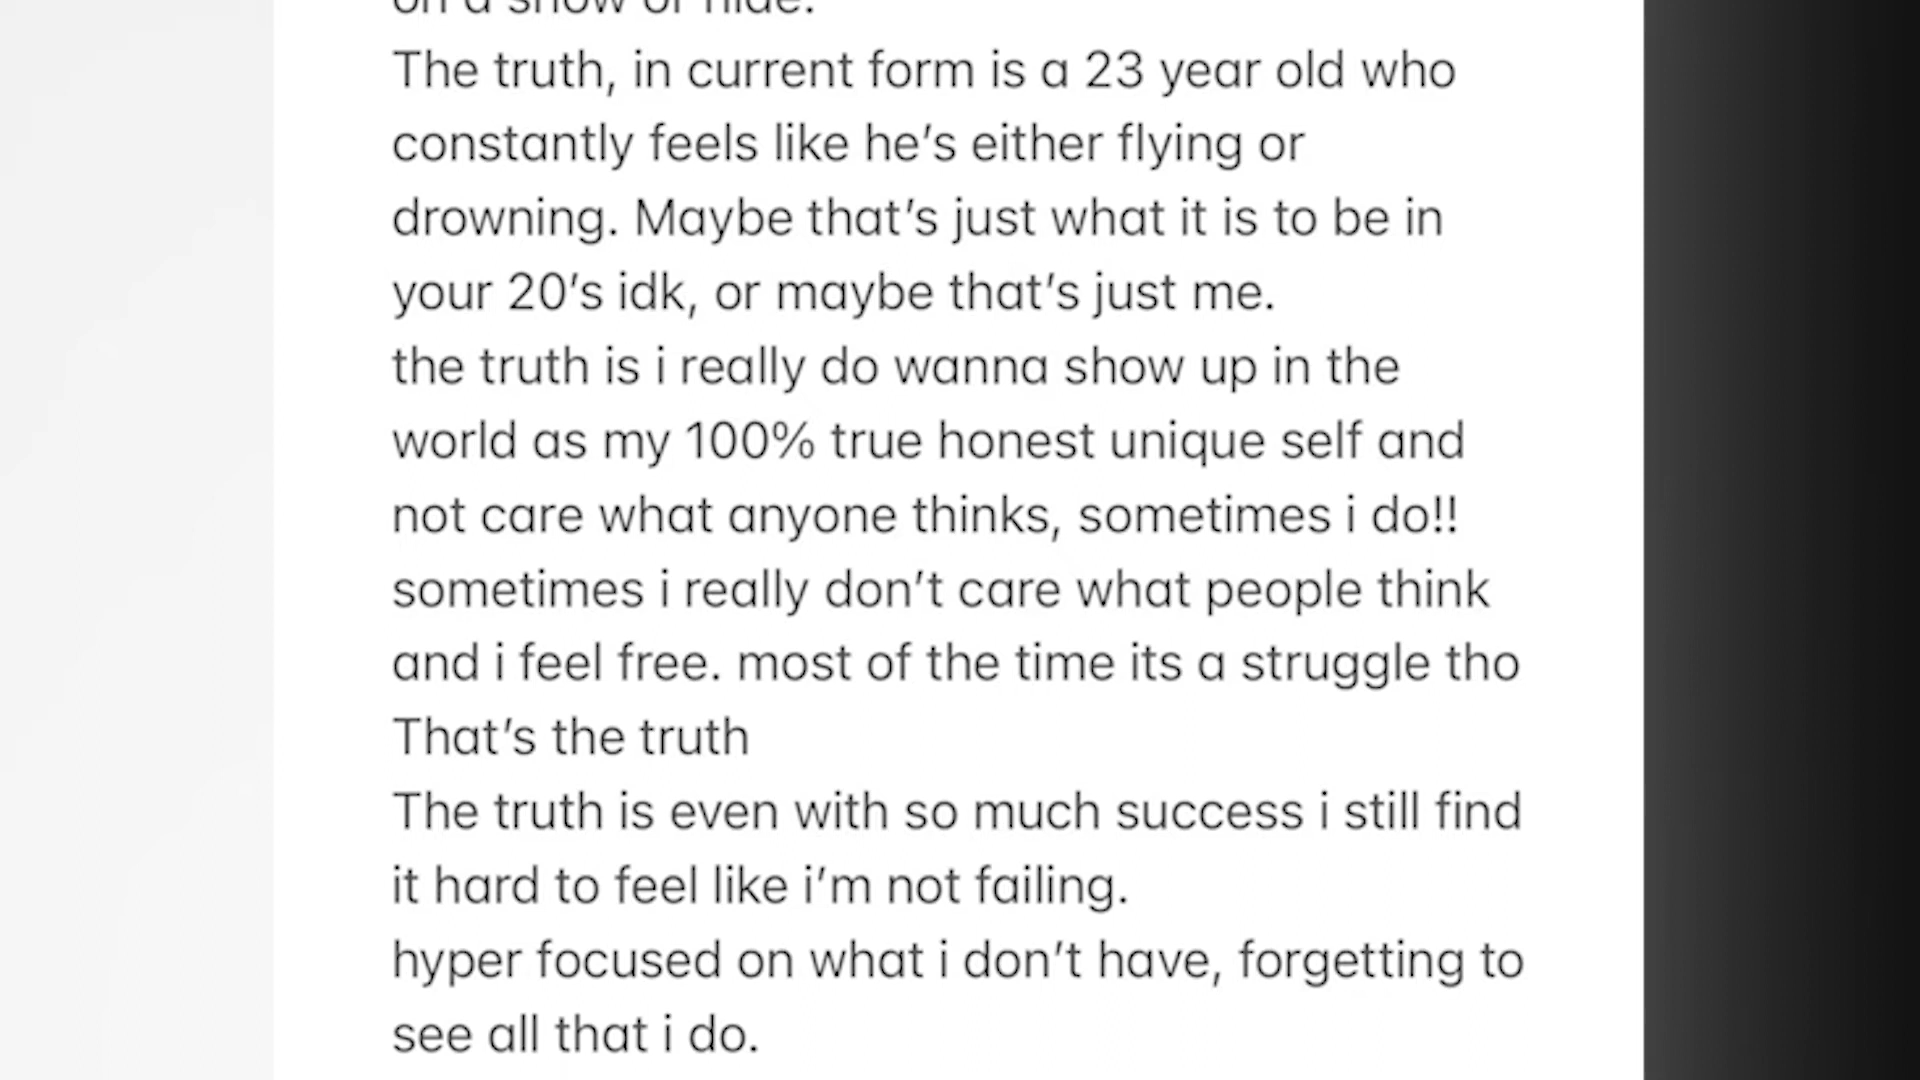 on a show or hide.
The truth, in current form is a 23 year old who
constantly feels like he's either flying or
drowning. Maybe that's just what it is to be in
your 20's idk, or maybe that's just me.
the truth is i really do wanna show up in the
world as my 100% true honest unique self and
not care what anyone thinks, sometimes i do!!
sometimes i really don't care what people think
and i feel free. most of the time its a struggle tho
That's the truth
The truth is even with so much success i still find
it hard to feel like i'm not failing.
hyper focused on what i don't have, forgetting to
see all that i do.